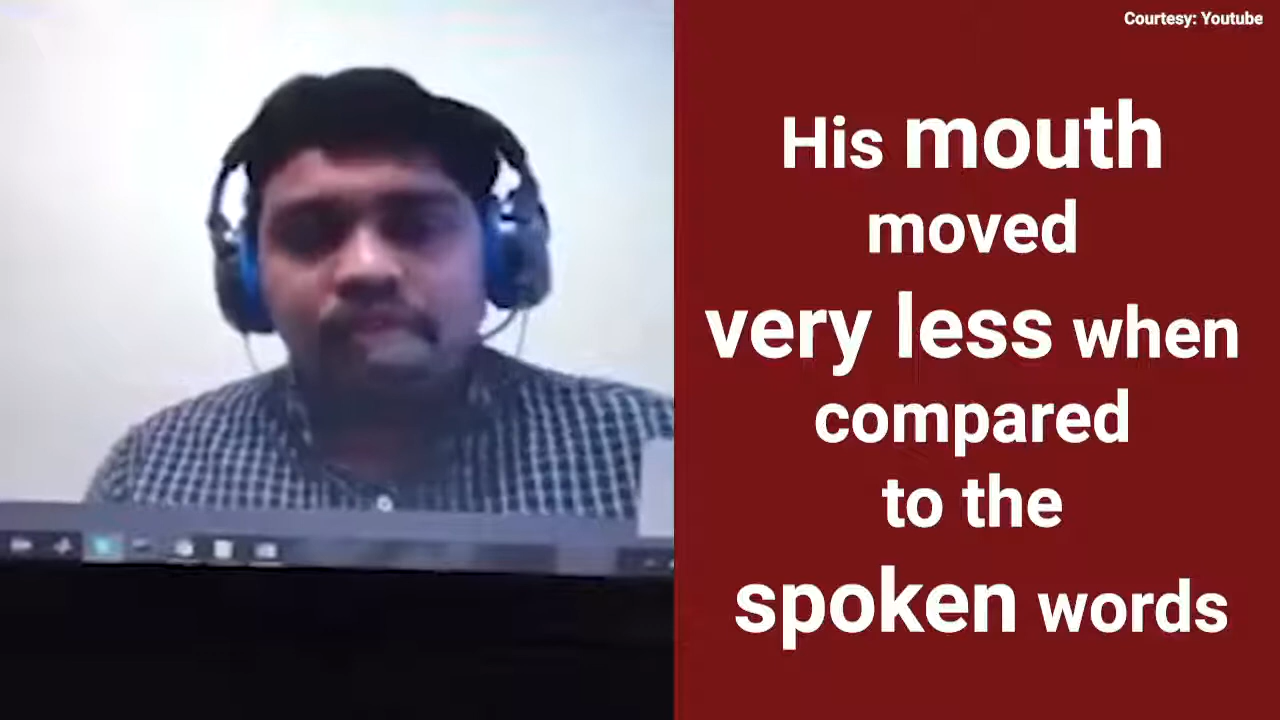 Courtesy: Youtube
His mouth
moved
very less when
compared
to the
spoken words